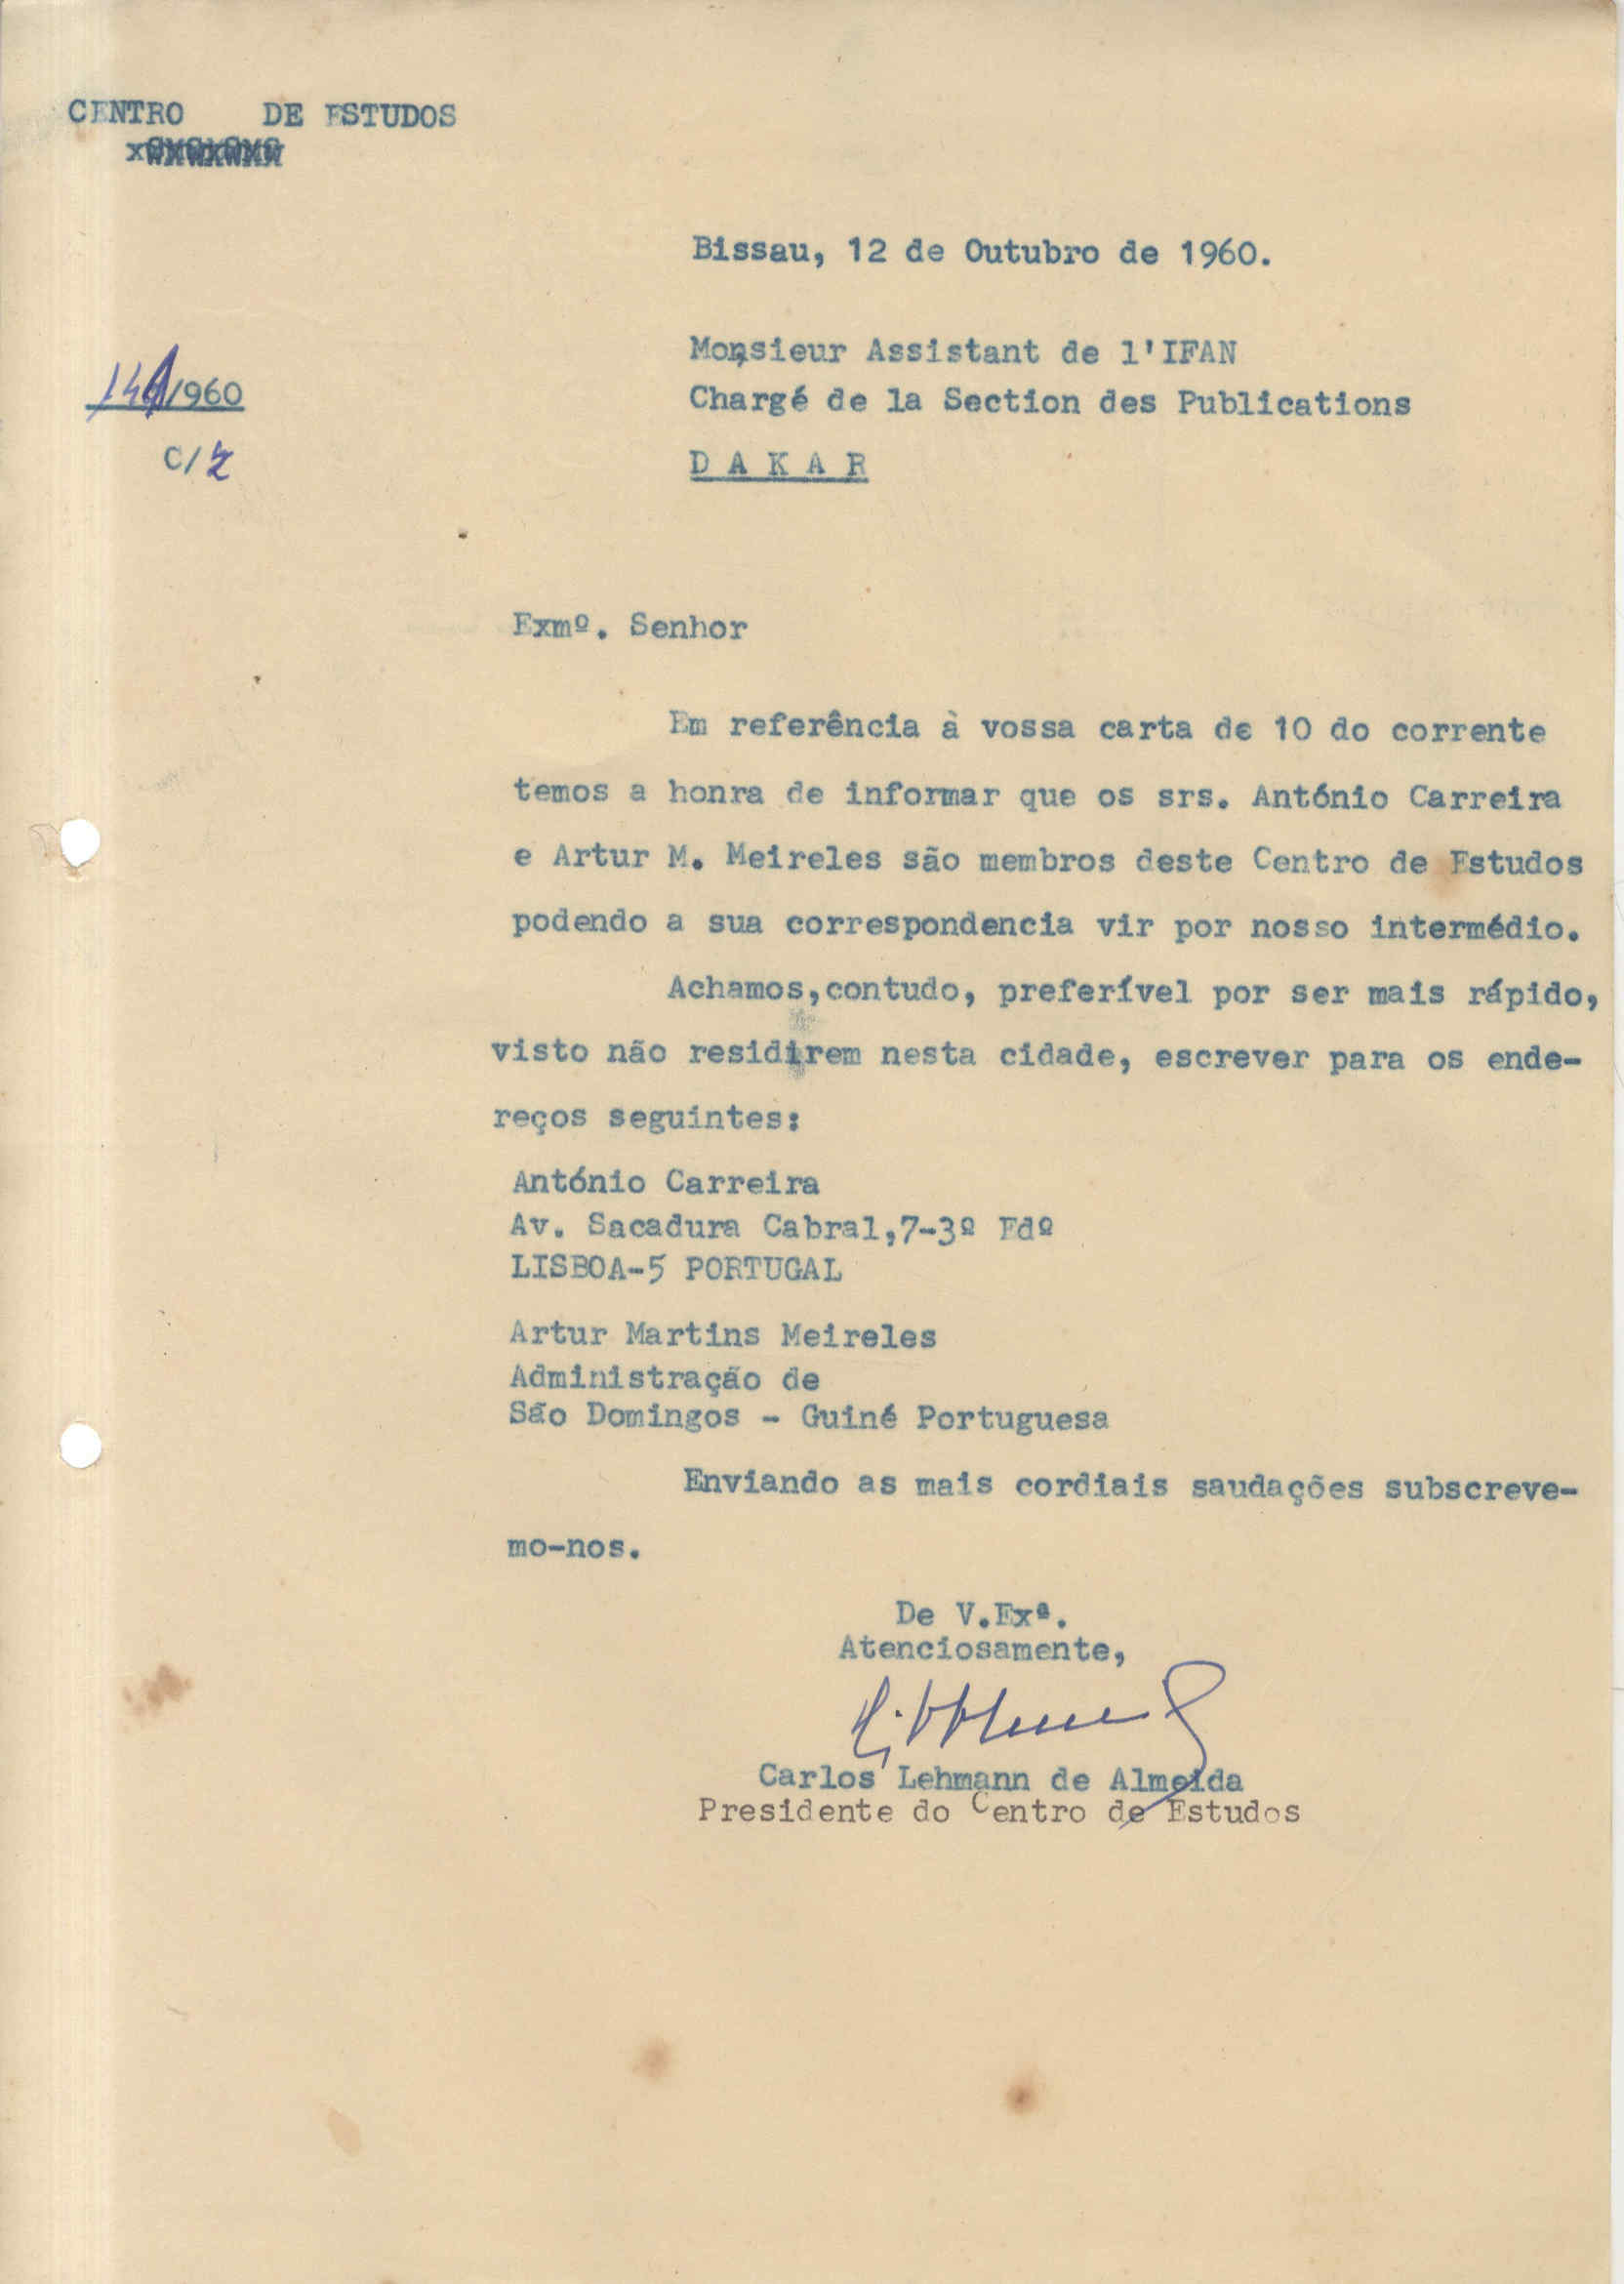 CENTRO DE ESTUDOS
Bissau, 12 de Outubro de 1960.
Monsieur Assistant de l'IFAN
/1960
Chargé de la Section des Publications
C/2
D A K A R
Exmº. Senhor
Em referência à vossa carta de 10 do corrente
temos a honra de informar que os srs. António Carreira
e Artur M. Meireles são membros deste Centro de Estudos
podendo a sua correspondencia vir por nosso intermédio.
Achamos,contudo, preferível por ser mais rápido,
visto não residirem nesta cidade, escrever para os ende-
reços seguintes:
António Carreira
Av. Sacadura Cabral,7-3º Edº
LISBOA-5 PORTUGAL
Artur Martins Meireles
Administração de
São Domingos - Guiné Portuguesa
Enviando as mais cordiais saudações subscreve-
mo-nos.
De V.Exª.
Atenciosamente,
Carlos Lehmann de Almeida
Presidente do Centro de Estudos